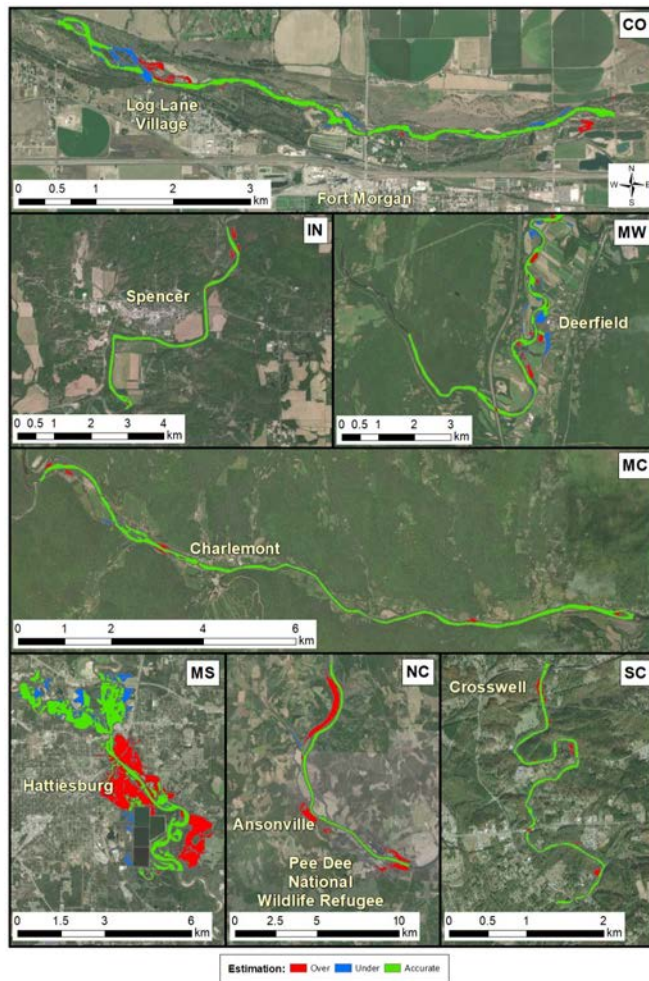 CO
Log Lane
Village
Fort Morgan
0 0.5 1 2 3
km
N
W E
S
IN
Spencer
0 0.5 1 2 3 4
km
MW
Deerfield
0 0.5 1 2 3
km
MC
Charlemont
0 1 2 4 6
km
MS
Hattiesburg
0 1.5 3 6
km
NC
Ansonville
Pee Dee
National
Wildlife Refugee
0 2.5 5 10
km
SC
Crosswell
0 0.5 1 2
km
Estimation: Over Under Accurate